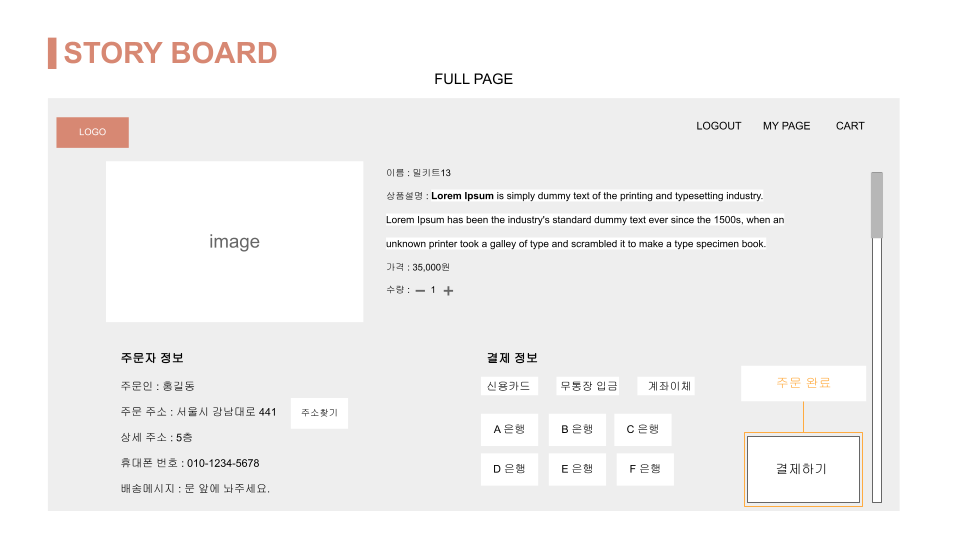 STORY BOARD
FULL PAGE
LOGO
LOGOUT MY PAGE CART
image
이름 : 밀키트13
상품설명 : Lorem Ipsum is simply dummy text of the printing and typesetting industry.
Lorem Ipsum has been the industry's standard dummy text ever since the 1500s, when an
unknown printer took a galley of type and scrambled it to make a type specimen book.
가격 : 35,000원
수량 : 1
주문자 정보
주문인 : 홍길동
주문 주소 : 서울시 강남대로 441 주소찾기
상세 주소 : 5층
휴대폰 번호 : 010-1234-5678
배송메시지 : 문 앞에 놔주세요.
결제 정보
신용카드 무통장 입금 계좌이체
A 은행 B 은행 C 은행
D 은행 E 은행 F 은행
주문 완료
결제하기